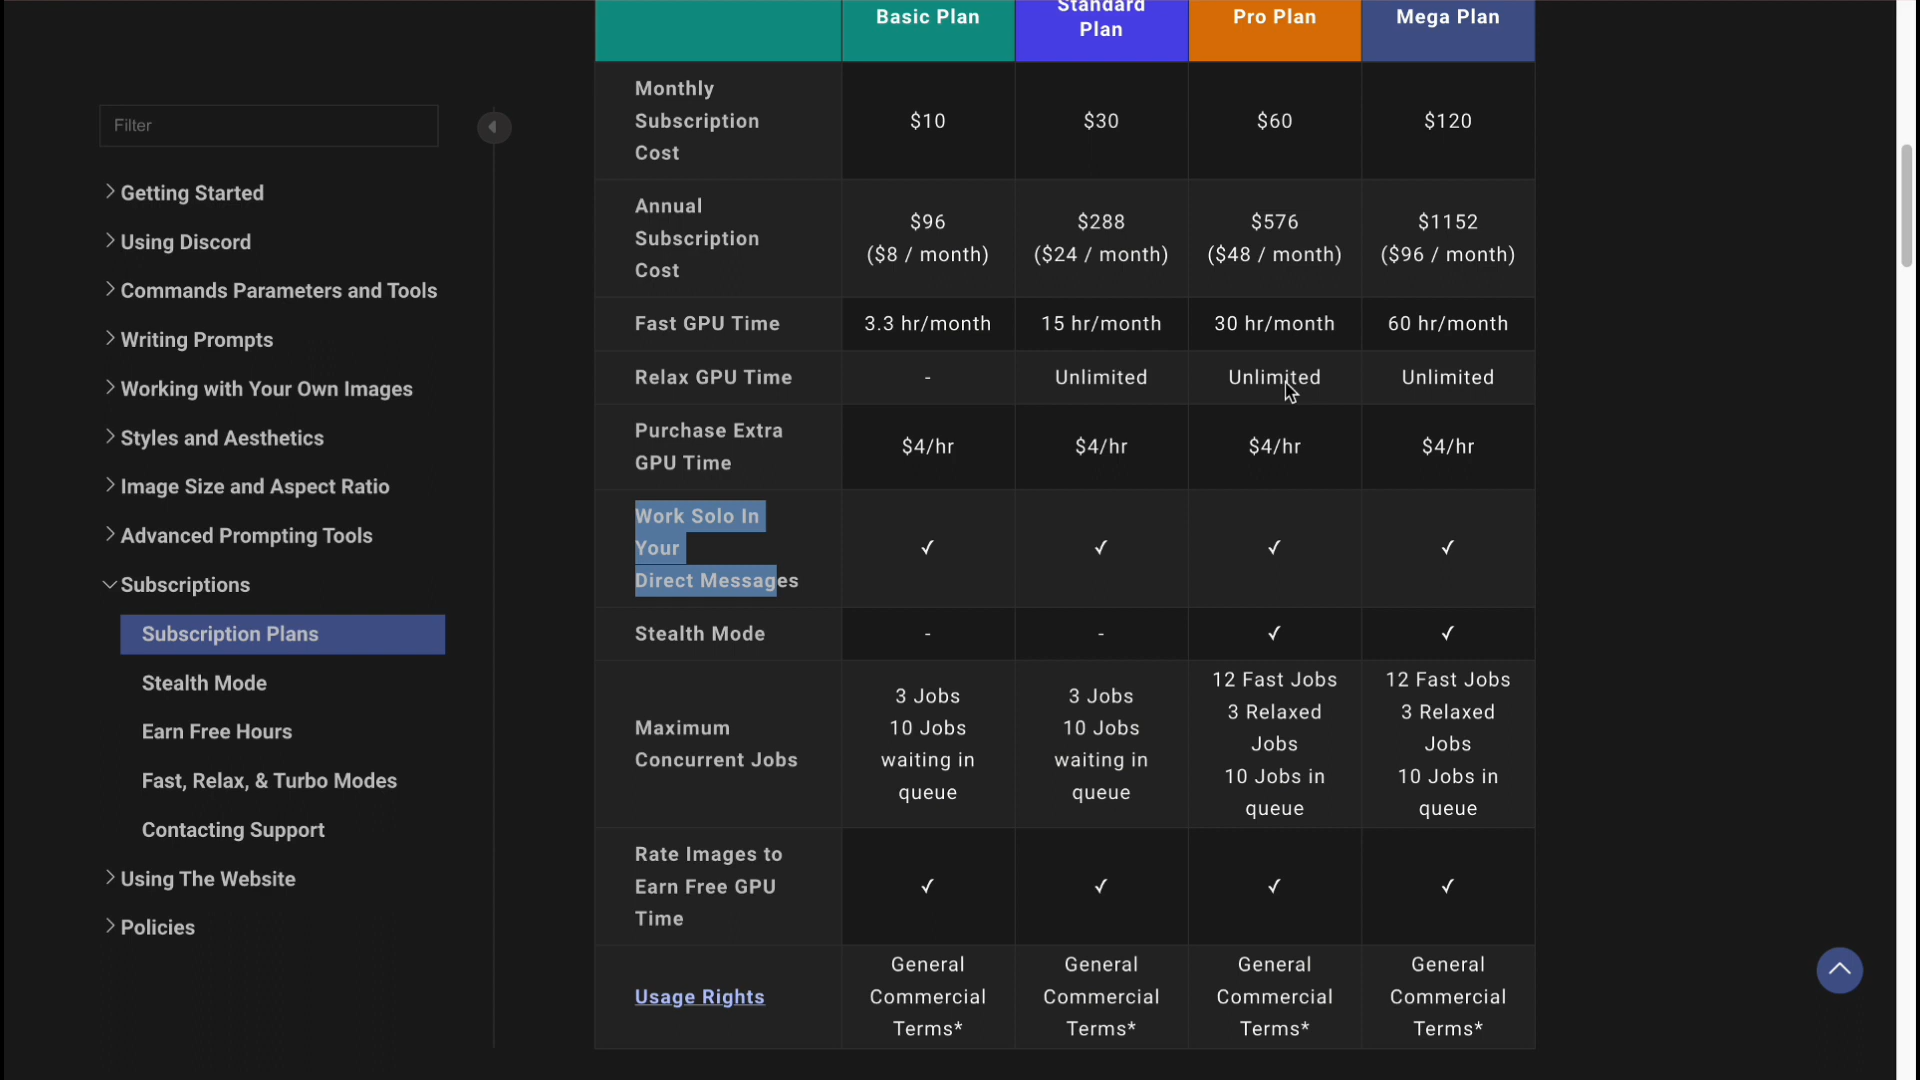 Filter
Getting Started
Using Discord
Commands Parameters and Tools
Writing Prompts
Working with Your Own Images
Styles and Aesthetics
Image Size and Aspect Ratio
Advanced Prompting Tools
Subscriptions
Subscription Plans
Stealth Mode
Earn Free Hours
Fast, Relax, & Turbo Modes
Contacting Support
Using The Website
Policies
Basic Plan
Standard
Plan
Pro Plan
Mega Plan
Monthly
Subscription
Cost
$10
$30
$60
$120
Annual
Subscription
Cost
$96
($8 / month)
$288
($24 / month)
$576
($48 / month)
$1152
($96 / month)
Fast GPU Time
3.3 hr/month
15 hr/month
30 hr/month
60 hr/month
Relax GPU Time
-
Unlimited
Unlimited
Unlimited
Purchase Extra
GPU Time
$4/hr
$4/hr
$4/hr
$4/hr
Work Solo In
Your
Direct Messages
✓
✓
✓
✓
Stealth Mode
-
-
✓
✓
Maximum
Concurrent Jobs
3 Jobs
10 Jobs
waiting in
queue
3 Jobs
10 Jobs
waiting in
queue
12 Fast Jobs
3 Relaxed
Jobs
10 Jobs in
queue
12 Fast Jobs
3 Relaxed
Jobs
10 Jobs in
queue
Rate Images to
Earn Free GPU
Time
✓
✓
✓
✓
Usage Rights
General
Commercial
Terms*
General
Commercial
Terms*
General
Commercial
Terms*
General
Commercial
Terms*